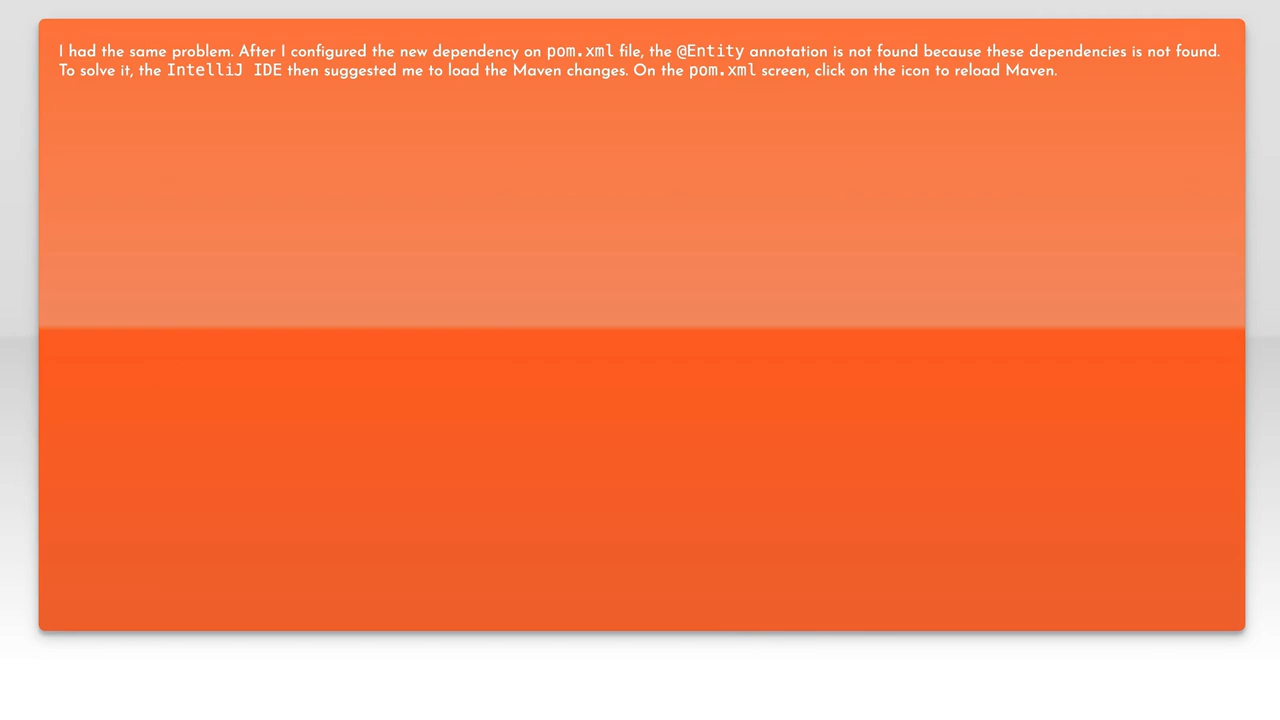 I had the same problem. After I configured the new dependency on pom.xml file, the @Entity annotation is not found because these dependencies is not found.
To solve it, the IntelliJ IDE then suggested me to load the Maven changes. On the pom.xml screen, click on the icon to reload Maven.